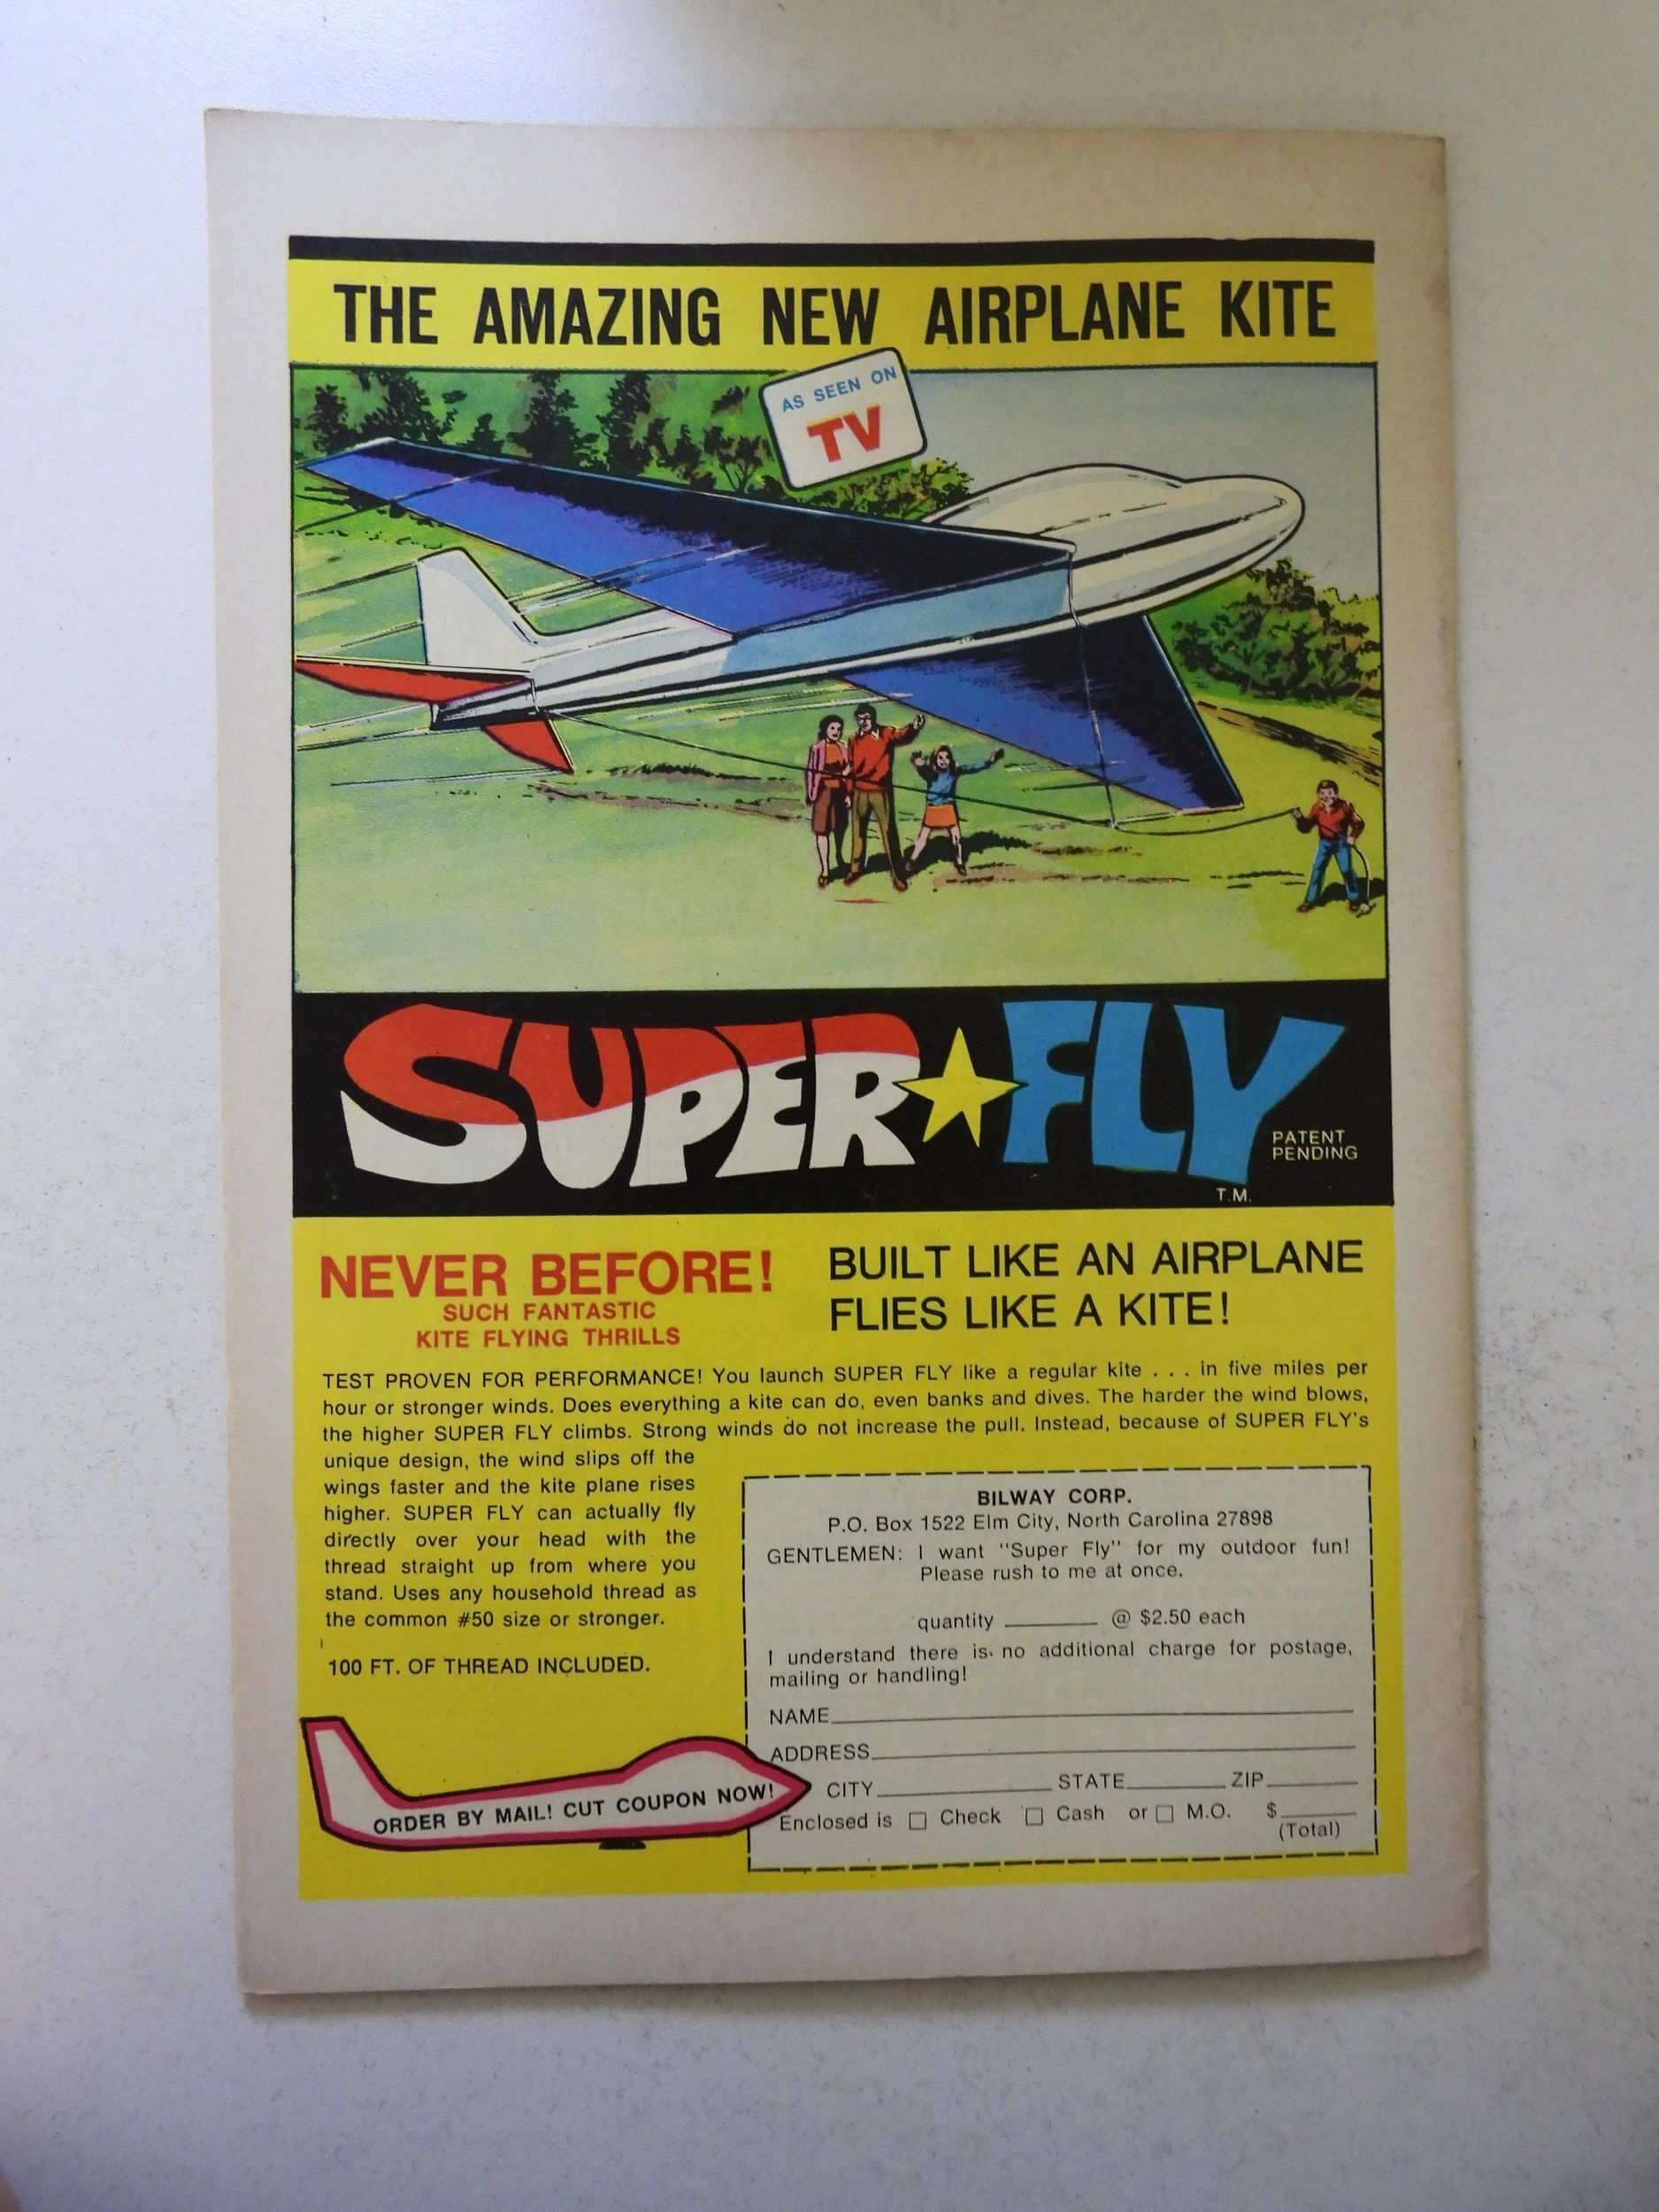 THE AMAZING NEW AIRPLANE KITE
AS SEEN ON
TV
SUPER FLY
PATENT
PENDING
T.M.
NEVER BEFORE!
SUCH FANTASTIC
KITE FLYING THRILLS
BUILT LIKE AN AIRPLANE
FLIES LIKE A KITE!
TEST PROVEN FOR PERFORMANCE! You launch SUPER FLY like a regular kite . . . in five miles per
hour or stronger winds. Does everything a kite can do, even banks and dives. The harder the wind blows,
the higher SUPER FLY climbs. Strong winds do not increase the pull. Instead, because of SUPER FLY's
unique design, the wind slips off the
wings faster and the kite plane rises
higher. SUPER FLY can actually fly
directly over your head with the
thread straight up from where you
stand. Uses any household thread as
the common #50 size or stronger.
100 FT. OF THREAD INCLUDED.
ORDER BY MAIL! CUT COUPON NOW!
BILWAY CORP.
P.O. Box 1522 Elm City, North Carolina 27898
GENTLEMEN: I want "Super Fly" for my outdoor fun!
Please rush to me at once.
quantity ________ @ $2.50 each
I understand there is no additional charge for postage,
mailing or handling!
NAME________
ADDRESS________
CITY________ STATE________ ZIP________
Enclosed is □ Check □ Cash or □ M.O. $________
(Total)